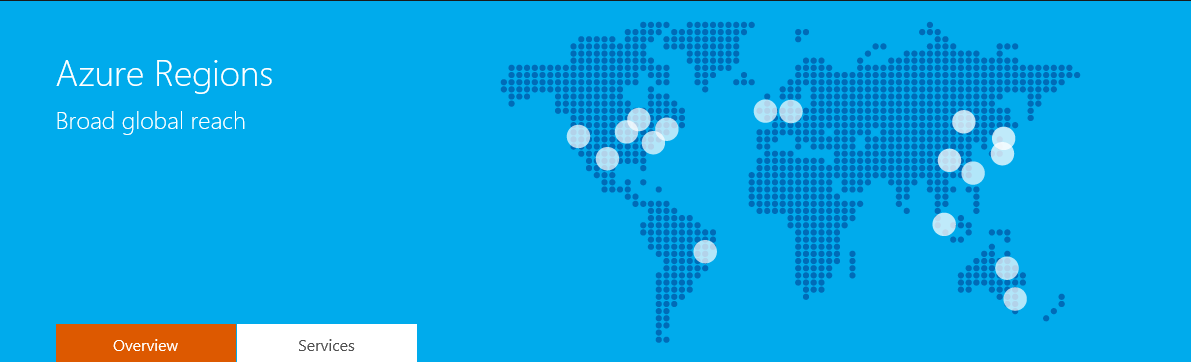 Azure Regions
Broad global reach
Overview
Services